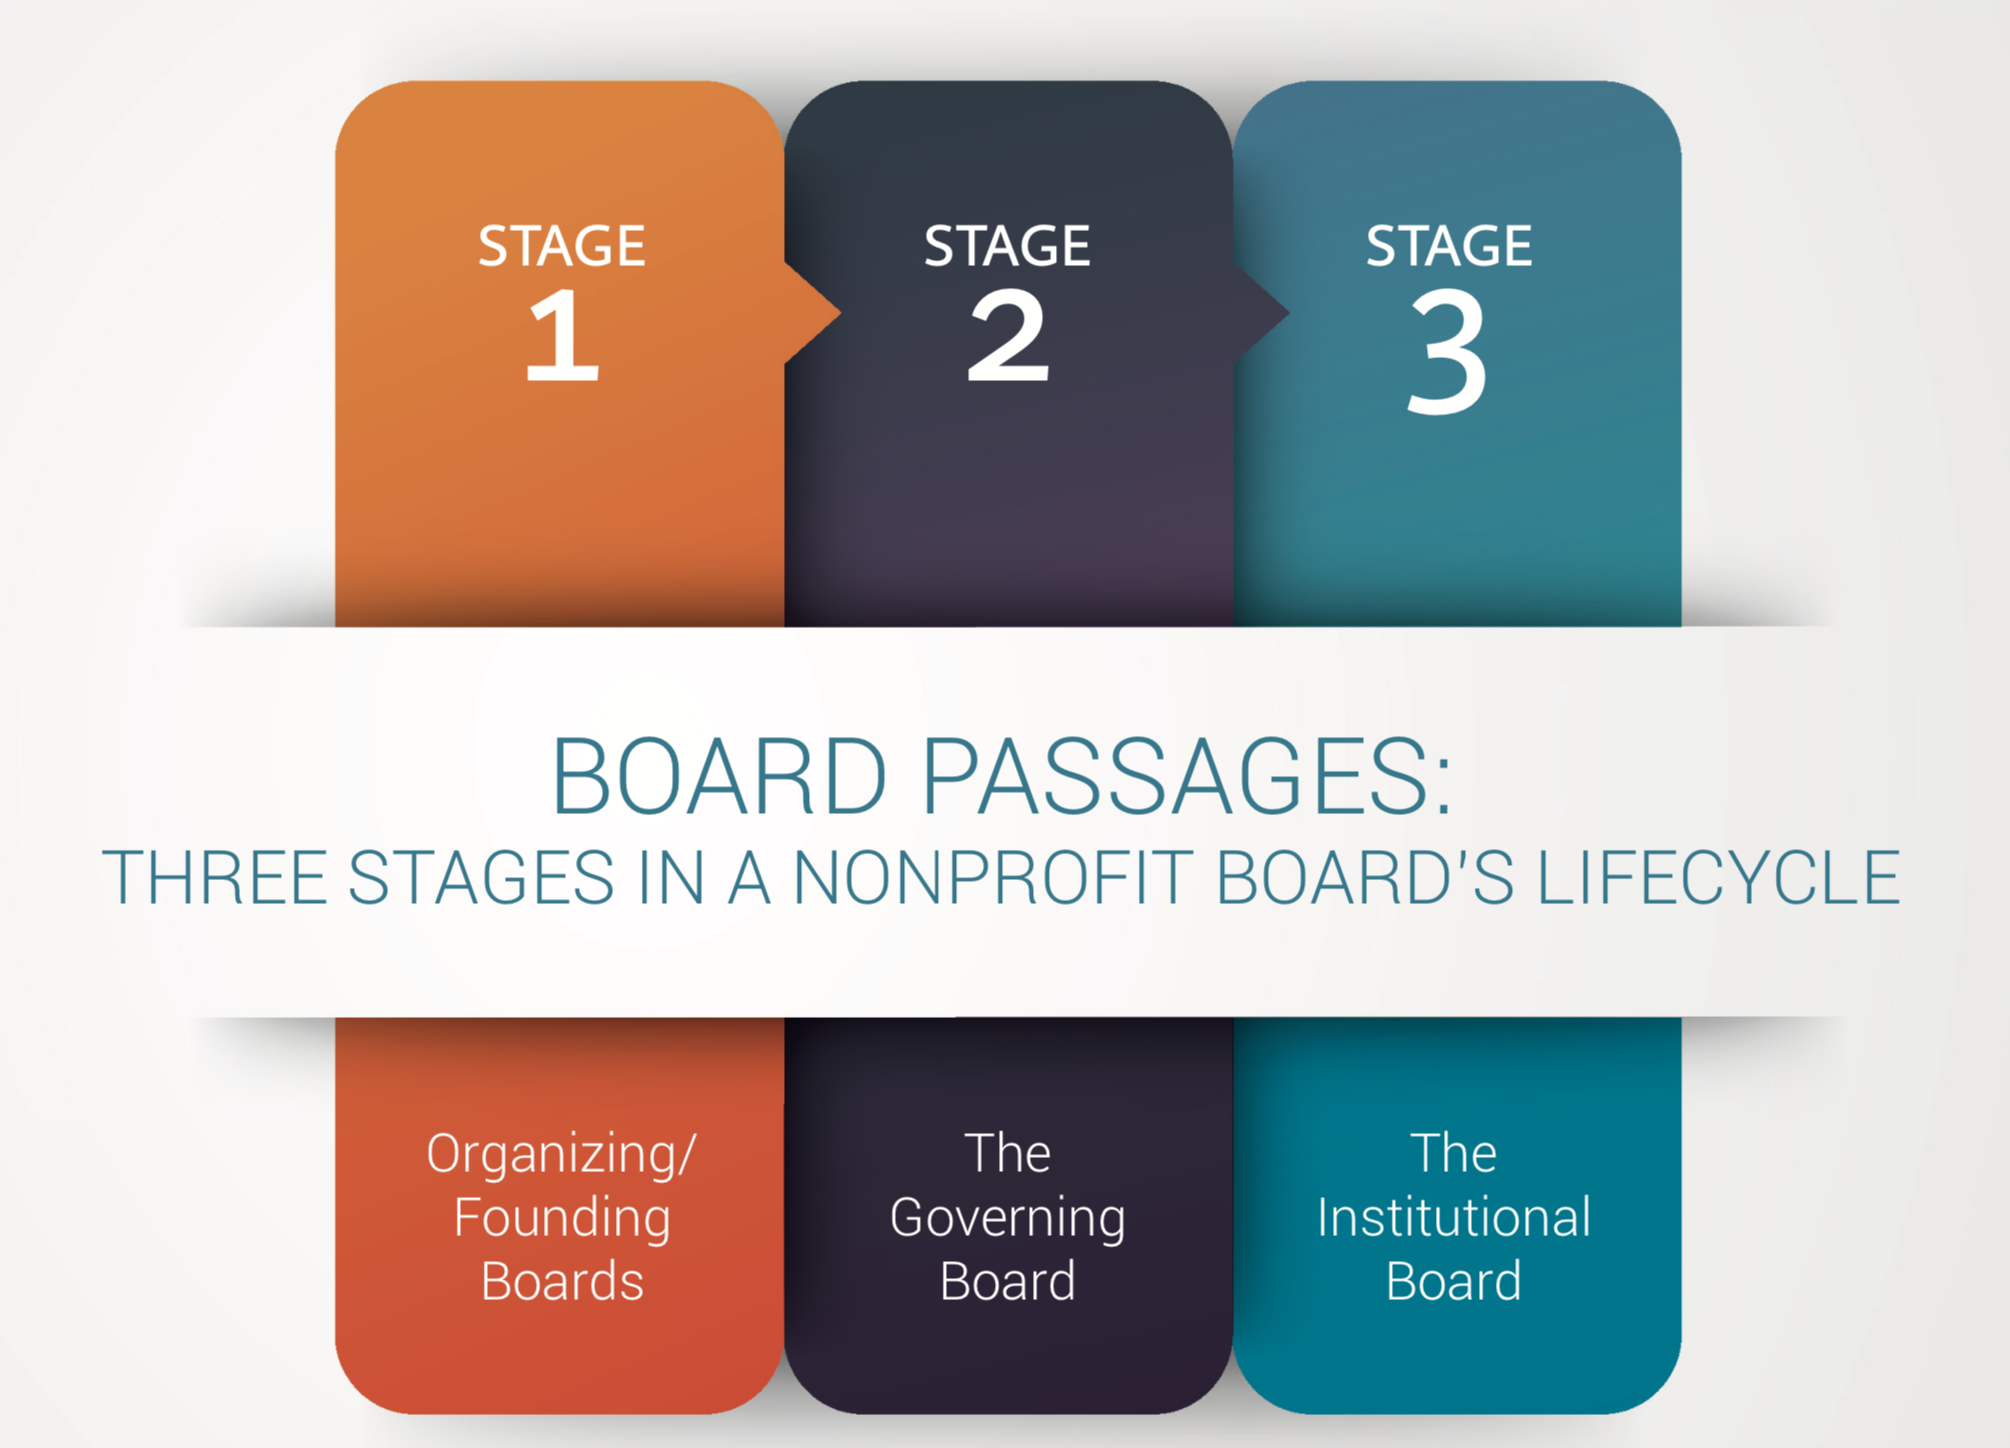 STAGE
1
STAGE
2
STAGE
3
BOARD PASSAGES:
THREE STAGES IN A NONPROFIT BOARD'S LIFECYCLE
Organizing/
Founding
Boards
The
Governing
Board
The
Institutional
Board